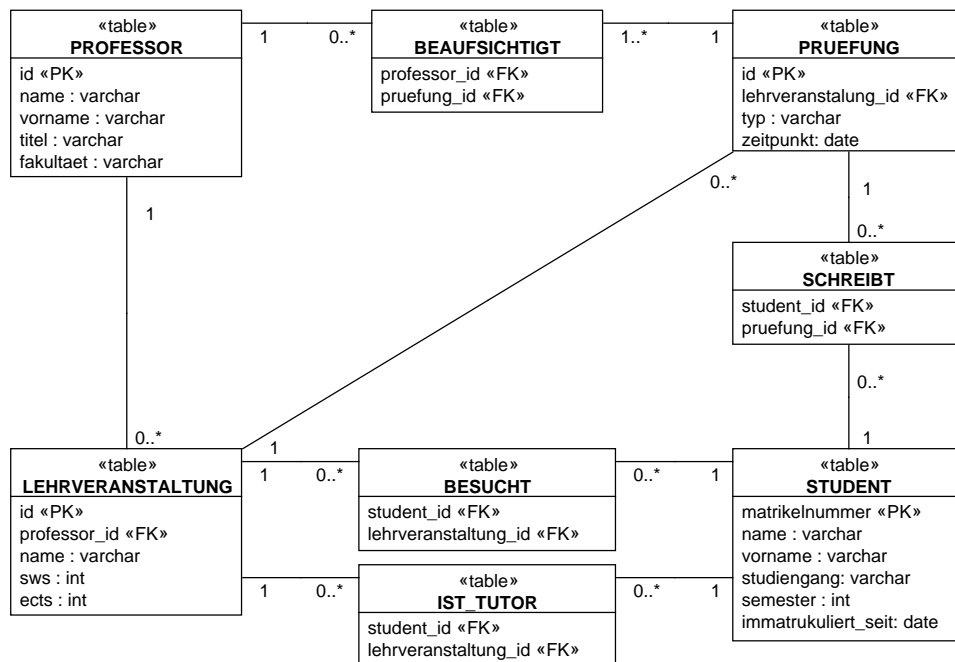 «table»
PROFESSOR
id «PK»
name : varchar
vorname : varchar
titel : varchar
fakultaet : varchar
1
0..*
«table»
BEAUFSICHTIGT
professor_id «FK»
pruefung_id «FK»
1..*
1
«table»
PRUEFUNG
id «PK»
lehrveranstalung_id «FK»
typ : varchar
zeitpunkt: date
1
0..*
1
0..*
«table»
SCHREIBT
student_id «FK»
pruefung_id «FK»
0..*
1
0..*
1
«table»
LEHRVERANSTALTUNG
id «PK»
professor_id «FK»
name : varchar
sws : int
ects : int
1
0..*
«table»
BESUCHT
student_id «FK»
lehrveranstaltung_id «FK»
0..*
1
1
0..*
«table»
IST_TUTOR
student_id «FK»
lehrveranstaltung_id «FK»
0..*
1
«table»
STUDENT
matrikelnummer «PK»
name : varchar
vorname : varchar
studiengang: varchar
semester : int
immatrukuliert_seit: date